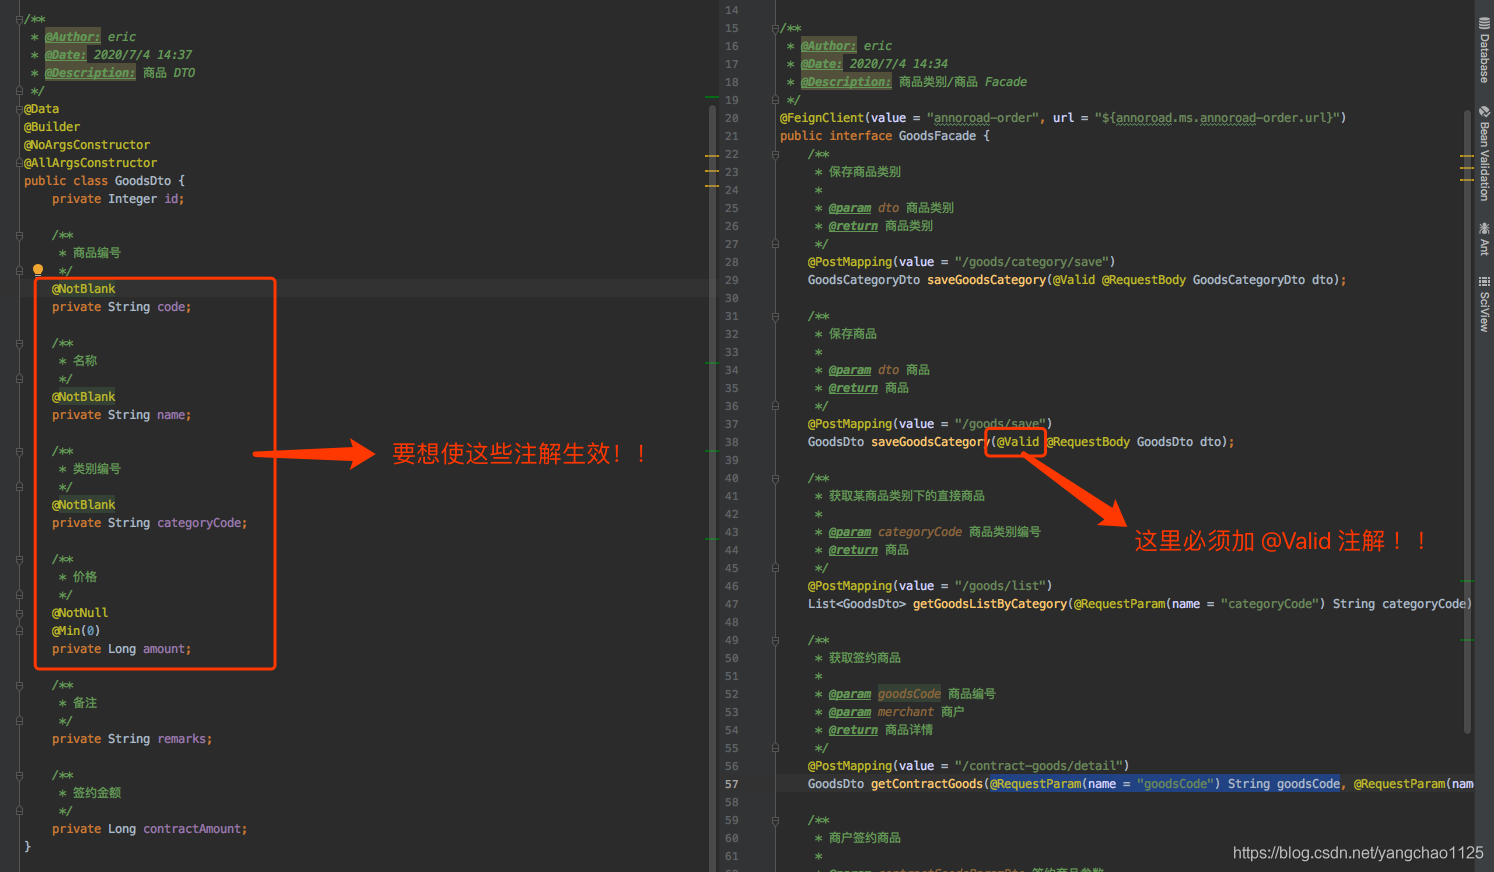 /**
* @Author: eric
* @Date: 2020/7/4 14:37
* @Description: 商品 DTO
*/
@Data
@Builder
@NoArgsConstructor
@AllArgsConstructor
public class GoodsDto {
private Integer id;
/**
* 商品编号
*/
@NotBlank
private String code;
/**
* 名称
*/
@NotBlank
private String name;
/**
* 类别编号
*/
@NotBlank
private String categoryCode;
/**
* 价格
*/
@NotNull
@Min(0)
private Long amount;
/**
* 备注
*/
private String remarks;
/**
* 签约金额
*/
private Long contractAmount;
}
要想使这些注解生效！！
14
15 /**
16 * @Author: eric
17 * @Date: 2020/7/4 14:34
18 * @Description: 商品类别/商品 Facade
19 */
20 @FeignClient(value = "annoroad-order", url = "${annoroad.ms.annoroad-order.url}")
21 public interface GoodsFacade {
22 /**
23 * 保存商品类别
24 *
25 * @param dto 商品类别
26 * @return 商品类别
27 */
28 @PostMapping(value = "/goods/category/save")
29 GoodsCategoryDto saveGoodsCategory(@Valid @RequestBody GoodsCategoryDto dto);
30
31 /**
32 * 保存商品
33 *
34 * @param dto 商品
35 * @return 商品
36 */
37 @PostMapping(value = "/goods/save")
38 GoodsDto saveGoodsCategory(@Valid @RequestBody GoodsDto dto);
39
40 /**
41 * 获取某商品类别下的直接商品
42 *
43 * @param categoryCode 商品类别编号
44 * @return 商品
45 */
46 @PostMapping(value = "/goods/list")
47 List<GoodsDto> getGoodsListByCategory(@RequestParam(name = "categoryCode") String categoryCode)
48
49 /**
50 * 获取签约商品
51 *
52 * @param goodsCode 商品编号
53 * @param merchant 商户
54 * @return 商品详情
55 */
56 @PostMapping(value = "/contract-goods/detail")
57 GoodsDto getContractGoods(@RequestParam(name = "goodsCode") String goodsCode, @RequestParam(nam
58
59 /**
60 * 商户签约商品
61 *
这里必须加 @Valid 注解！！
Database
Bean Validation
Ant
SciView
https://blog.csdn.net/yangchao1125